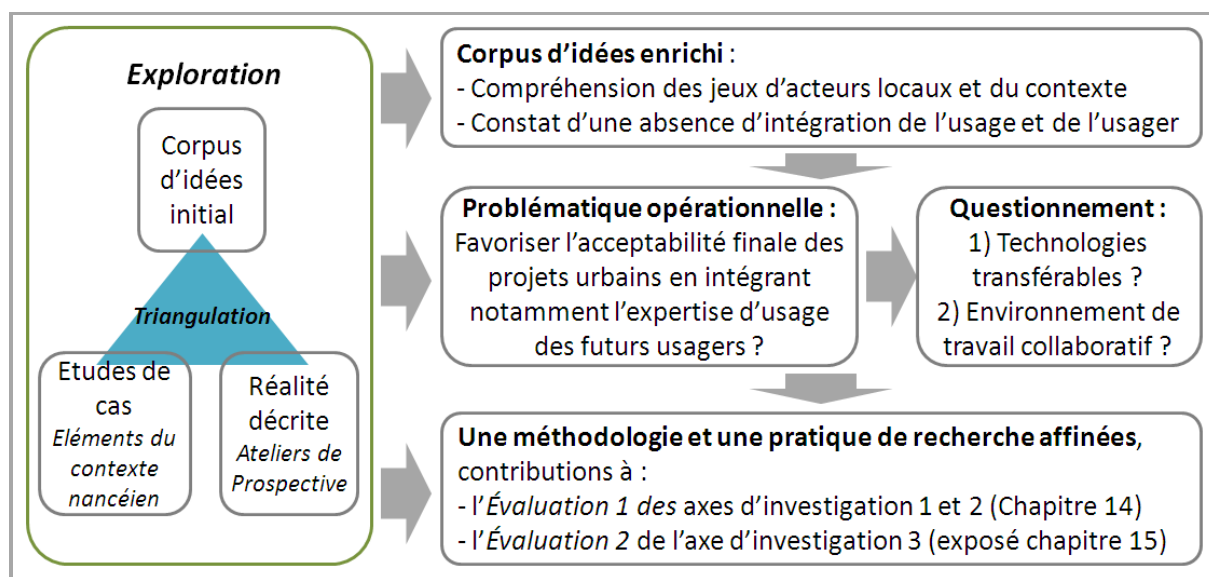 Exploration
Corpus
d’idées
initial
Triangulation
Etudes de
cas
Eléments du
contexte
nancéien
Réalité
décrite
Ateliers de
Prospective
Corpus d’idées enrichi :
- Compréhension des jeux d’acteurs locaux et du contexte
- Constat d’une absence d’intégration de l’usage et de l’usager
Problématique opérationnelle :
Favoriser l’acceptabilité finale des
projets urbains en intégrant
notamment l’expertise d’usage
des futurs usagers ?
Questionnement :
1) Technologies
transférables ?
2) Environnement de
travail collaboratif ?
Une méthodologie et une pratique de recherche affinées,
contributions à :
- l’Évaluation 1 des axes d’investigation 1 et 2 (Chapitre 14)
- l’Évaluation 2 de l’axe d’investigation 3 (exposé chapitre 15)